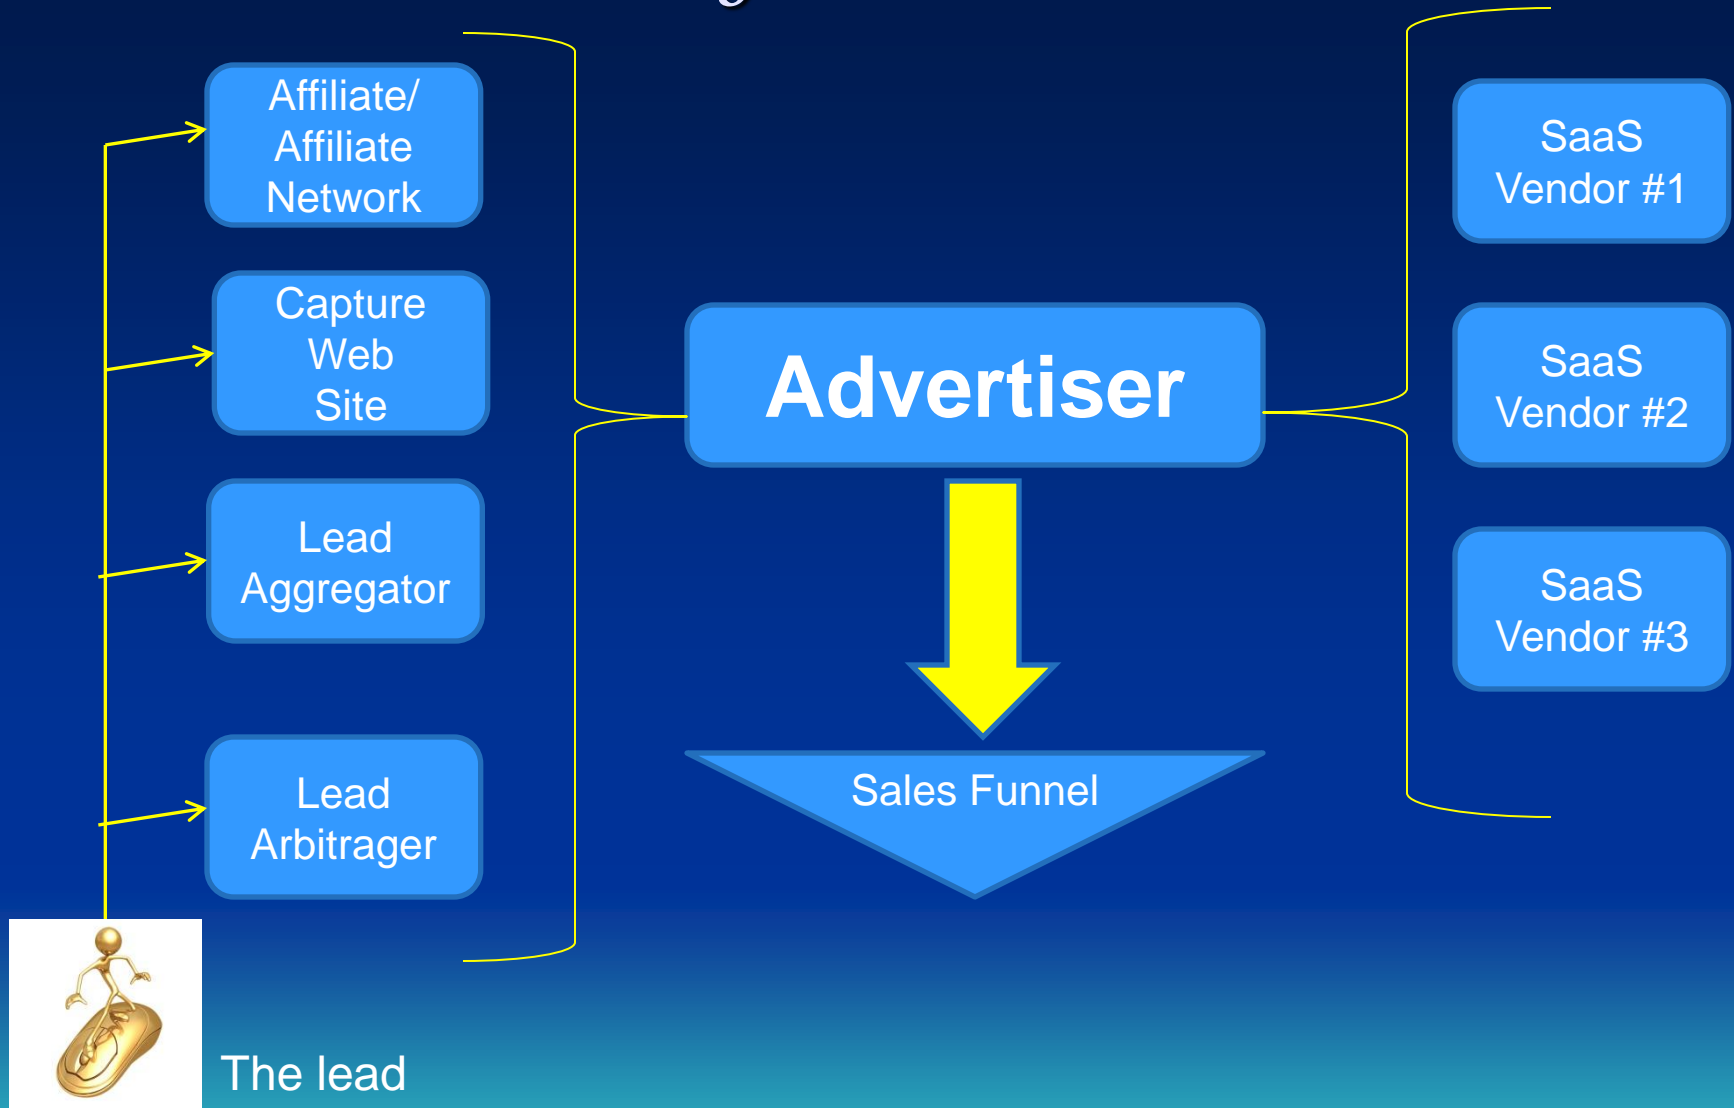 Affiliate/
Affiliate
Network
Capture
Web
Site
Lead
Aggregator
Lead
Arbitrager
The lead
Advertiser
Sales Funnel
SaaS
Vendor #1
SaaS
Vendor #2
SaaS
Vendor #3